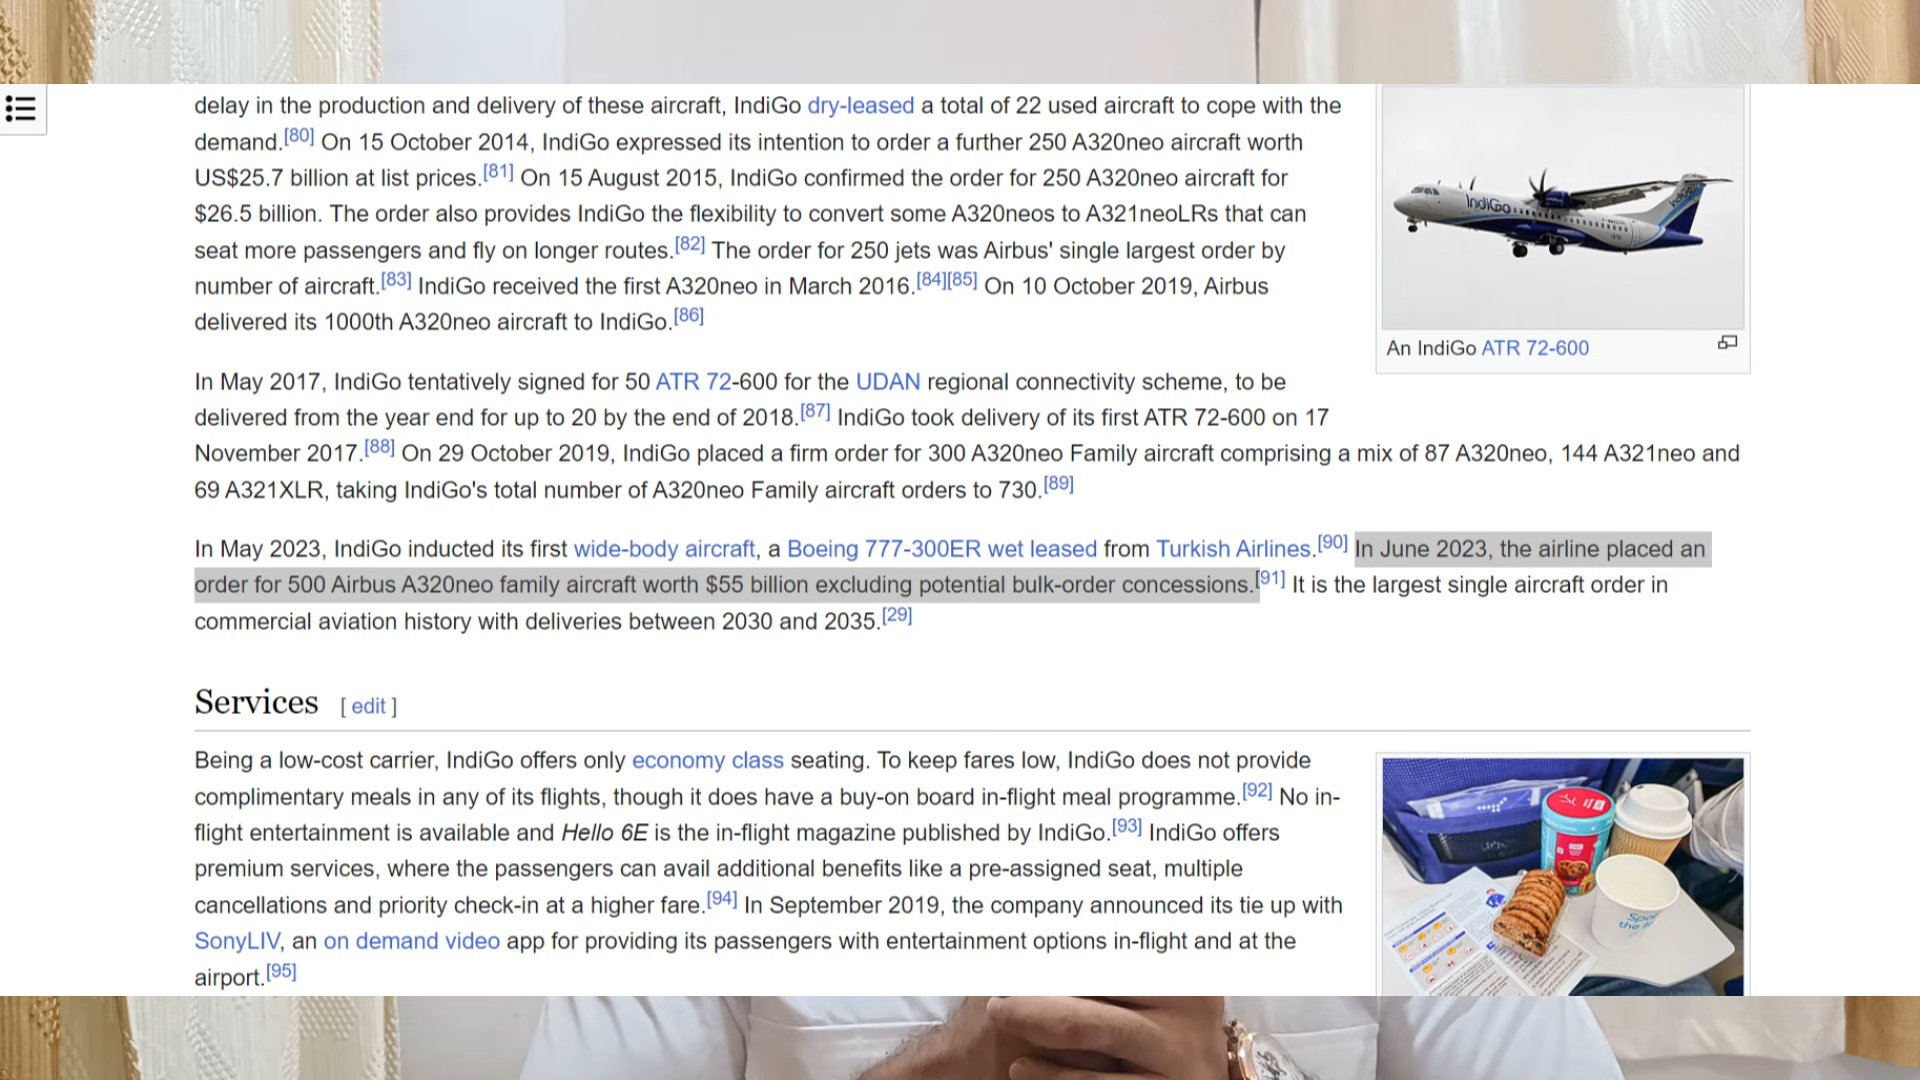 delay in the production and delivery of these aircraft, IndiGo dry-leased a total of 22 used aircraft to cope with the
demand.[80] On 15 October 2014, IndiGo expressed its intention to order a further 250 A320neo aircraft worth
US$25.7 billion at list prices.[81] On 15 August 2015, IndiGo confirmed the order for 250 A320neo aircraft for
$26.5 billion. The order also provides IndiGo the flexibility to convert some A320neos to A321neoLRs that can
seat more passengers and fly on longer routes.[82] The order for 250 jets was Airbus' single largest order by
number of aircraft.[83] IndiGo received the first A320neo in March 2016.[84][85] On 10 October 2019, Airbus
delivered its 1000th A320neo aircraft to IndiGo.[86]
IndiGo
IndiGo
An IndiGo ATR 72-600
In May 2017, IndiGo tentatively signed for 50 ATR 72-600 for the UDAN regional connectivity scheme, to be
delivered from the year end for up to 20 by the end of 2018.[87] IndiGo took delivery of its first ATR 72-600 on 17
November 2017.[88] On 29 October 2019, IndiGo placed a firm order for 300 A320neo Family aircraft comprising a mix of 87 A320neo, 144 A321neo and
69 A321XLR, taking IndiGo's total number of A320neo Family aircraft orders to 730.[89]
In May 2023, IndiGo inducted its first wide-body aircraft, a Boeing 777-300ER wet leased from Turkish Airlines.[90] In June 2023, the airline placed an
order for 500 Airbus A320neo family aircraft worth $55 billion excluding potential bulk-order concessions.[91] It is the largest single aircraft order in
commercial aviation history with deliveries between 2030 and 2035.[29]
Services [ edit ]
Being a low-cost carrier, IndiGo offers only economy class seating. To keep fares low, IndiGo does not provide
complimentary meals in any of its flights, though it does have a buy-on board in-flight meal programme.[92] No in-
flight entertainment is available and Hello 6E is the in-flight magazine published by IndiGo.[93] IndiGo offers
premium services, where the passengers can avail additional benefits like a pre-assigned seat, multiple
cancellations and priority check-in at a higher fare.[94] In September 2019, the company announced its tie up with
SonyLIV, an on demand video app for providing its passengers with entertainment options in-flight and at the
airport.[95]